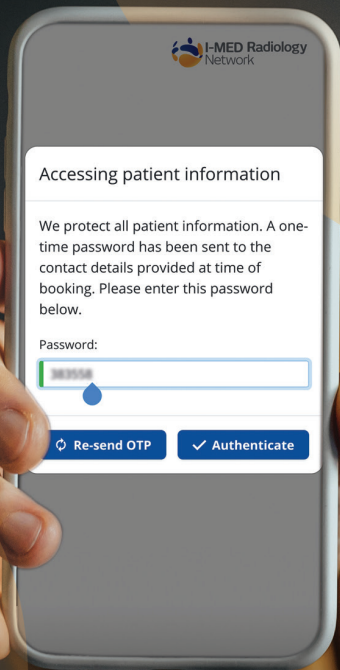 I-MED Radiology
Network
Accessing patient information
We protect all patient information. A one-
time password has been sent to the
contact details provided at time of
booking. Please enter this password
below.
Password:
Re-send OTP
Authenticate